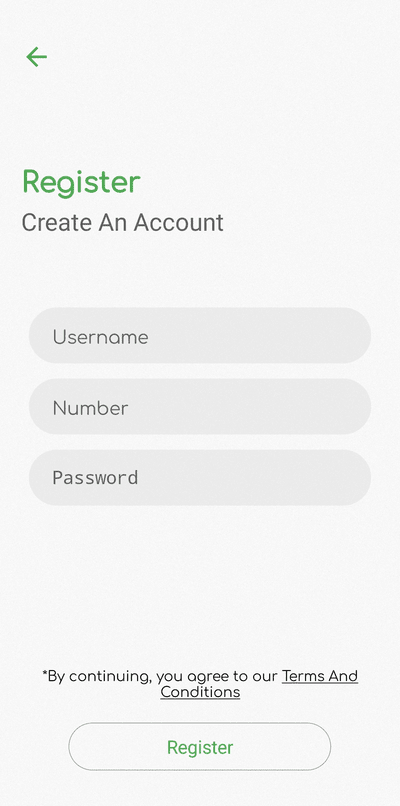 Register
Create An Account
Username
Number
Password
*By continuing, you agree to our Terms And
Conditions
Register